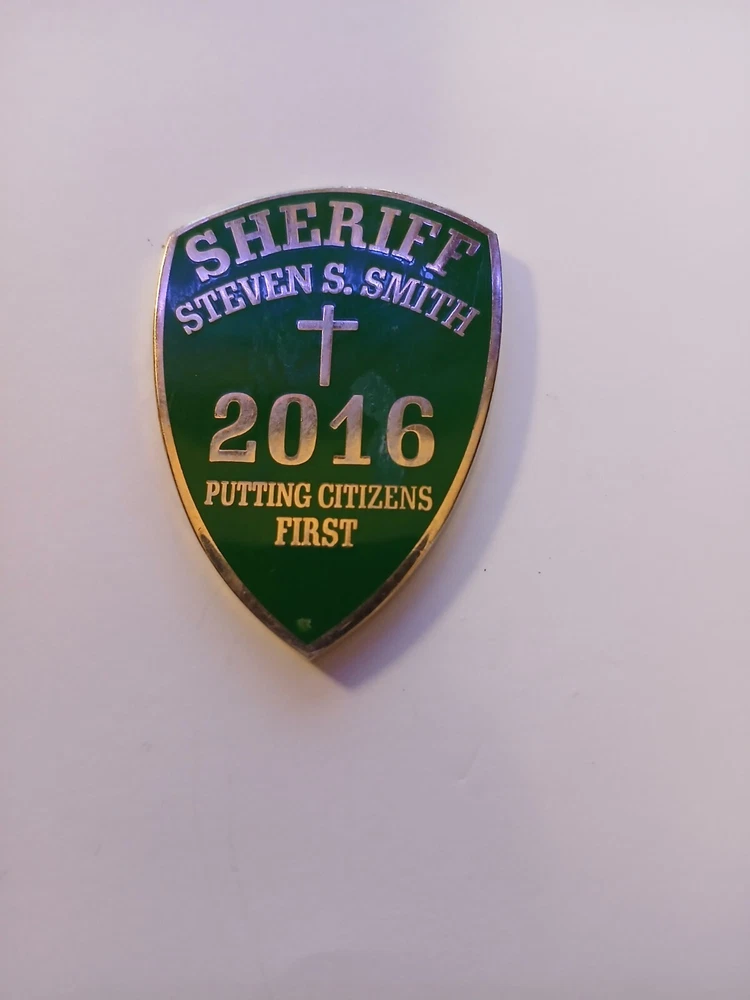 SHERIFF
STEVEN S. SMITH
2016
PUTTING CITIZENS
FIRST